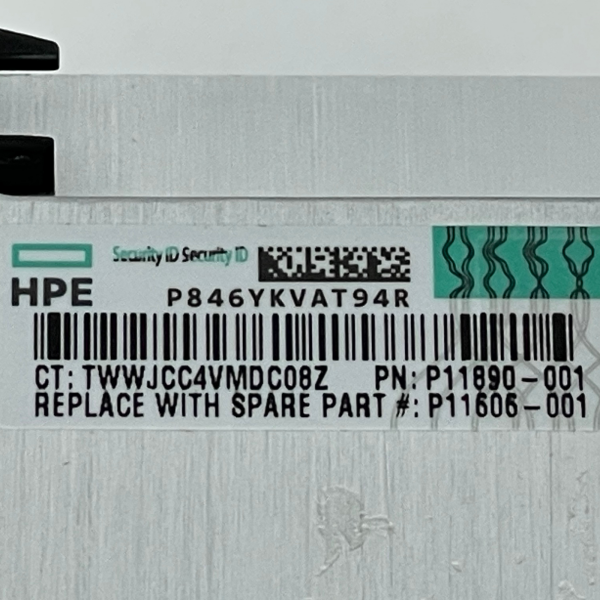 Security ID Security ID
HPE
P846YKVAT94R
CT: TWWJCC4VMDC08Z PN: P11890-001
REPLACE WITH SPARE PART #: P11606-001